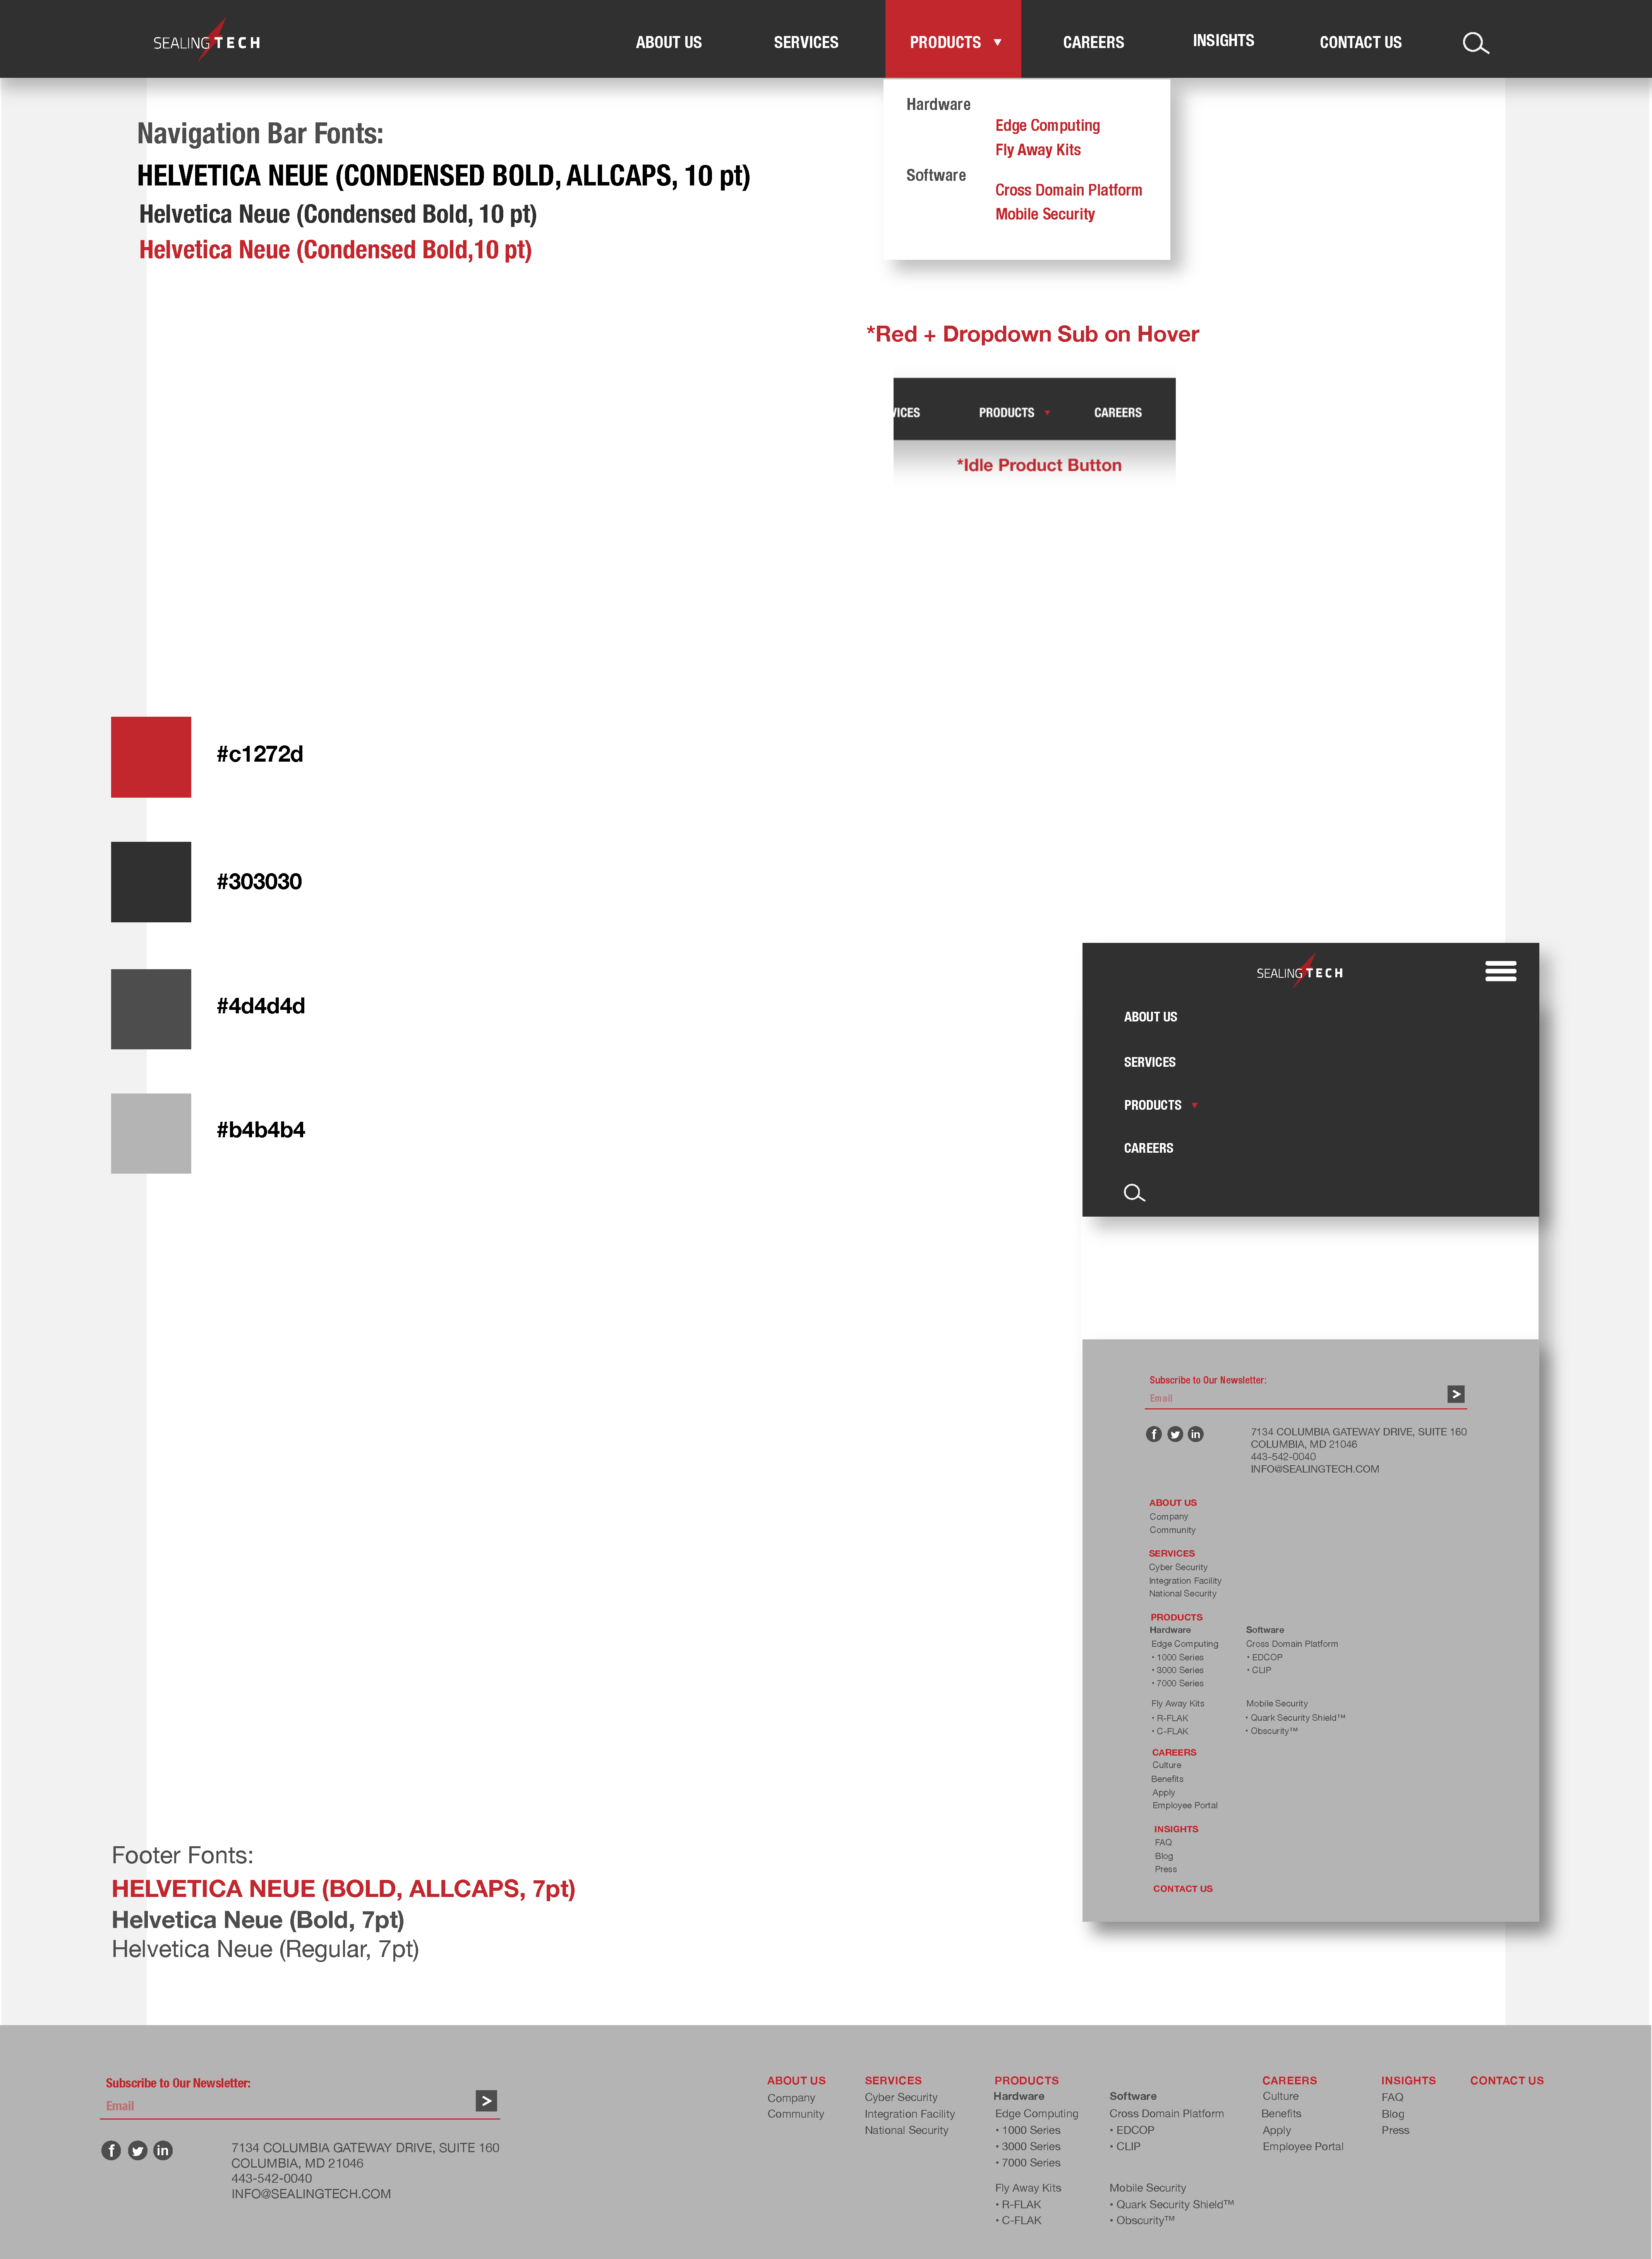 SEALING TECH
ABOUT US
SERVICES
PRODUCTS
CAREERS
INSIGHTS
CONTACT US
Hardware
Edge Computing
Fly Away Kits
Software
Cross Domain Platform
Mobile Security
Navigation Bar Fonts:
HELVETICA NEUE (CONDENSED BOLD, ALLCAPS, 10 pt)
Helvetica Neue (Condensed Bold, 10 pt)
Helvetica Neue (Condensed Bold,10 pt)
*Red + Dropdown Sub on Hover
VICES PRODUCTS CAREERS
*Idle Product Button
#c1272d
#303030
#4d4d4d
#b4b4b4
SEALING TECH
ABOUT US
SERVICES
PRODUCTS
CAREERS
Subscribe to Our Newsletter:
Email
>
f in
7134 COLUMBIA GATEWAY DRIVE, SUITE 160
COLUMBIA, MD 21046
443-542-0040
INFO@SEALINGTECH.COM
ABOUT US
Company
Community
SERVICES
Cyber Security
Integration Facility
National Security
PRODUCTS
Hardware
Edge Computing
• 1000 Series
• 3000 Series
• 7000 Series
Fly Away Kits
• R-FLAK
• C-FLAK
Software
Cross Domain Platform
• EDCOP
• CLIP
Mobile Security
• Quark Security Shield™
• Obscurity™
CAREERS
Culture
Benefits
Apply
Employee Portal
INSIGHTS
FAQ
Blog
Press
CONTACT US
Footer Fonts:
HELVETICA NEUE (BOLD, ALLCAPS, 7pt)
Helvetica Neue (Bold, 7pt)
Helvetica Neue (Regular, 7pt)
Subscribe to Our Newsletter:
Email
>
f in
7134 COLUMBIA GATEWAY DRIVE, SUITE 160
COLUMBIA, MD 21046
443-542-0040
INFO@SEALINGTECH.COM
ABOUT US
Company
Community
SERVICES
Cyber Security
Integration Facility
National Security
PRODUCTS
Hardware
Edge Computing
• 1000 Series
• 3000 Series
• 7000 Series
Fly Away Kits
• R-FLAK
• C-FLAK
Software
Cross Domain Platform
• EDCOP
• CLIP
Mobile Security
• Quark Security Shield™
• Obscurity™
CAREERS
Culture
Benefits
Apply
Employee Portal
INSIGHTS
FAQ
Blog
Press
CONTACT US